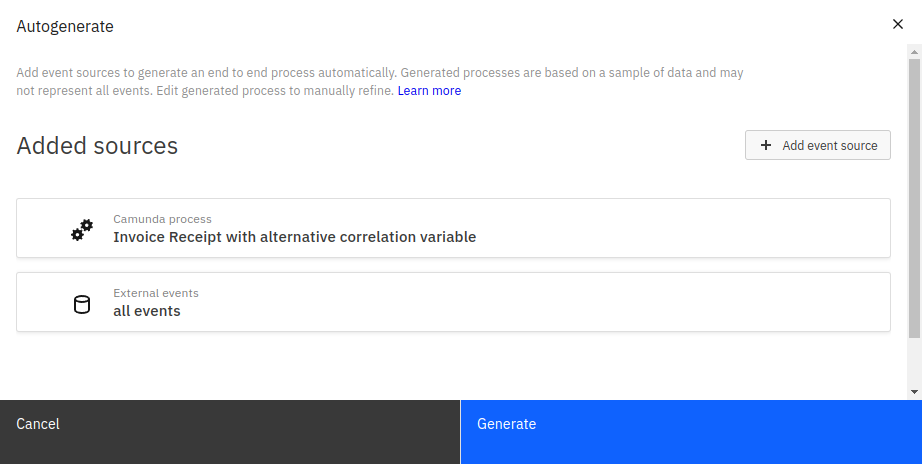 Autogenerate
Add event sources to generate an end to end process automatically. Generated processes are based on a sample of data and may
not represent all events. Edit generated process to manually refine. Learn more
Added sources
Add event source
Camunda process
Invoice Receipt with alternative correlation variable
External events
all events
Cancel
Generate